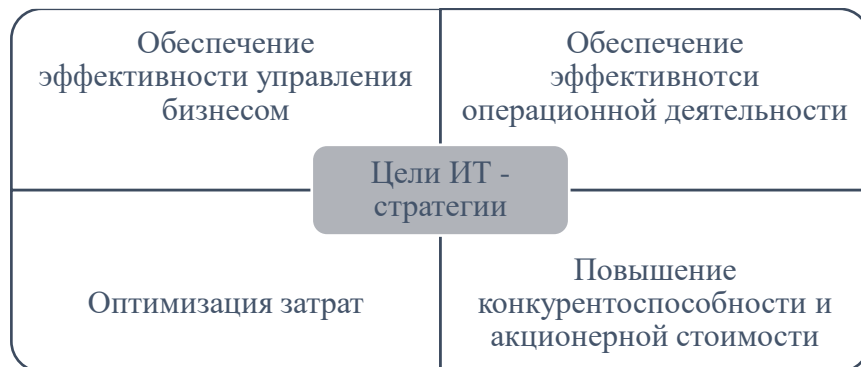 Обеспечение
эффективности управления
бизнесом
Обеспечение
эффективнотси
операционной деятельности
Цели ИТ -
стратегии
Оптимизация затрат
Повышение
конкурентоспособности и
акционерной стоимости